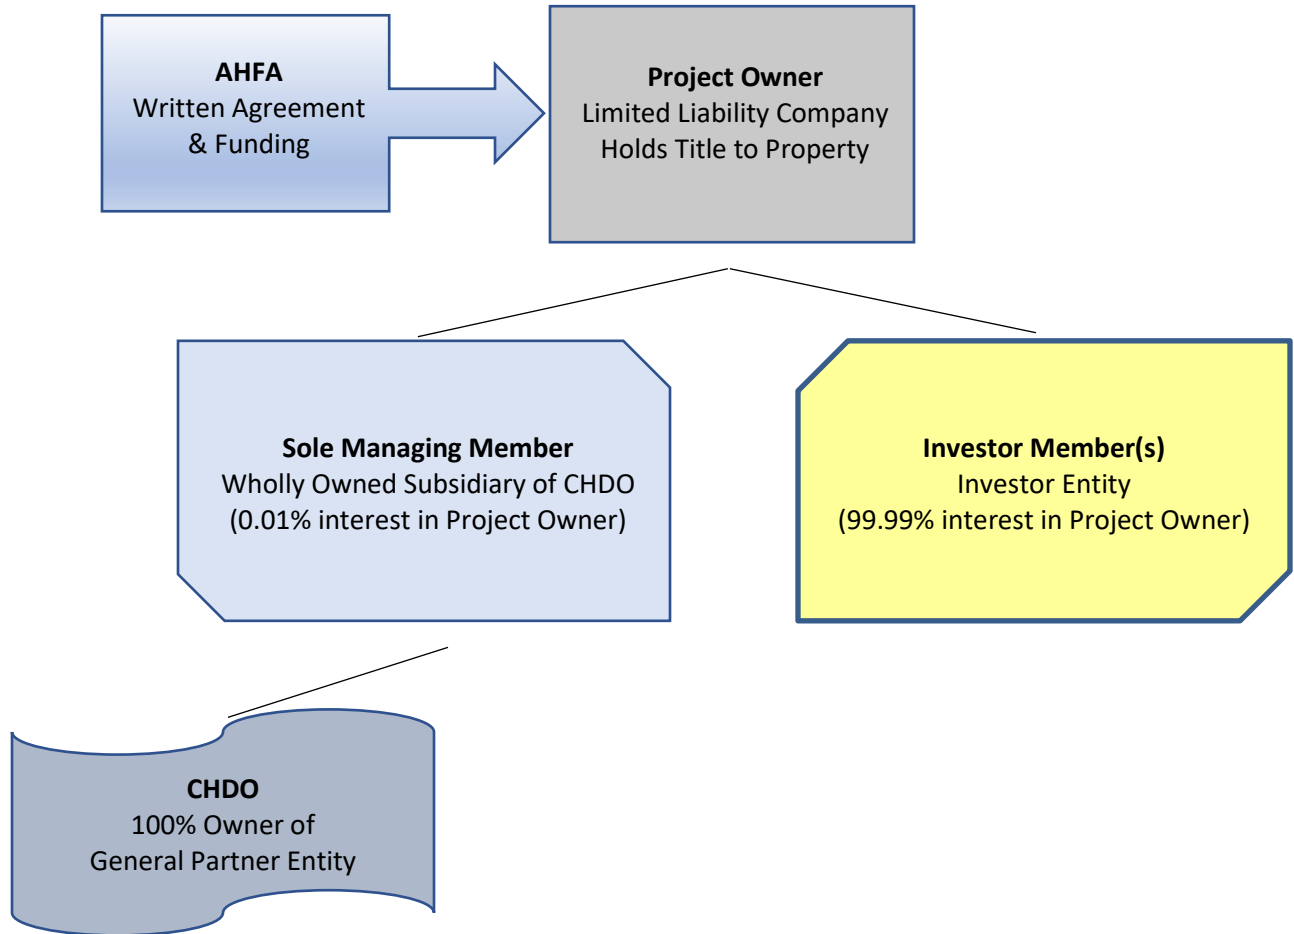 AHFA
Written Agreement
& Funding
Project Owner
Limited Liability Company
Holds Title to Property
Sole Managing Member
Wholly Owned Subsidiary of CHDO
(0.01% interest in Project Owner)
Investor Member(s)
Investor Entity
(99.99% interest in Project Owner)
CHDO
100% Owner of
General Partner Entity